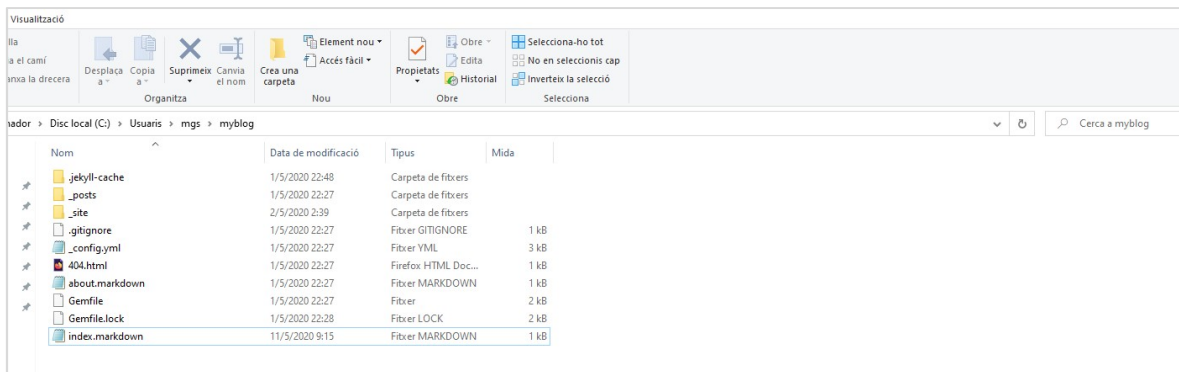 Visualització
lla
a el camí
anxa la drecera
Desplaça a
Copia a
Suprimeix
Canvia el nom
Organitza
Crea una carpeta
Element nou
Accés fàcil
Nou
Propietats
Obre
Edita
Historial
Obre
Selecciona-ho tot
No en seleccionis cap
Inverteix la selecció
Selecciona
nador > Disc local (C:) > Usuaris > mgs > myblog
Cerca a myblog
Nom Data de modificació Tipus Mida
.jekyll-cache 1/5/2020 22:48 Carpeta de fitxers
_posts 1/5/2020 22:27 Carpeta de fitxers
_site 2/5/2020 2:39 Carpeta de fitxers
.gitignore 1/5/2020 22:27 Fitxer GITIGNORE 1 kB
_config.yml 1/5/2020 22:27 Fitxer YML 3 kB
404.html 1/5/2020 22:27 Firefox HTML Doc... 1 kB
about.markdown 1/5/2020 22:27 Fitxer MARKDOWN 1 kB
Gemfile 1/5/2020 22:27 Fitxer 2 kB
Gemfile.lock 1/5/2020 22:28 Fitxer LOCK 2 kB
index.markdown 11/5/2020 9:15 Fitxer MARKDOWN 1 kB